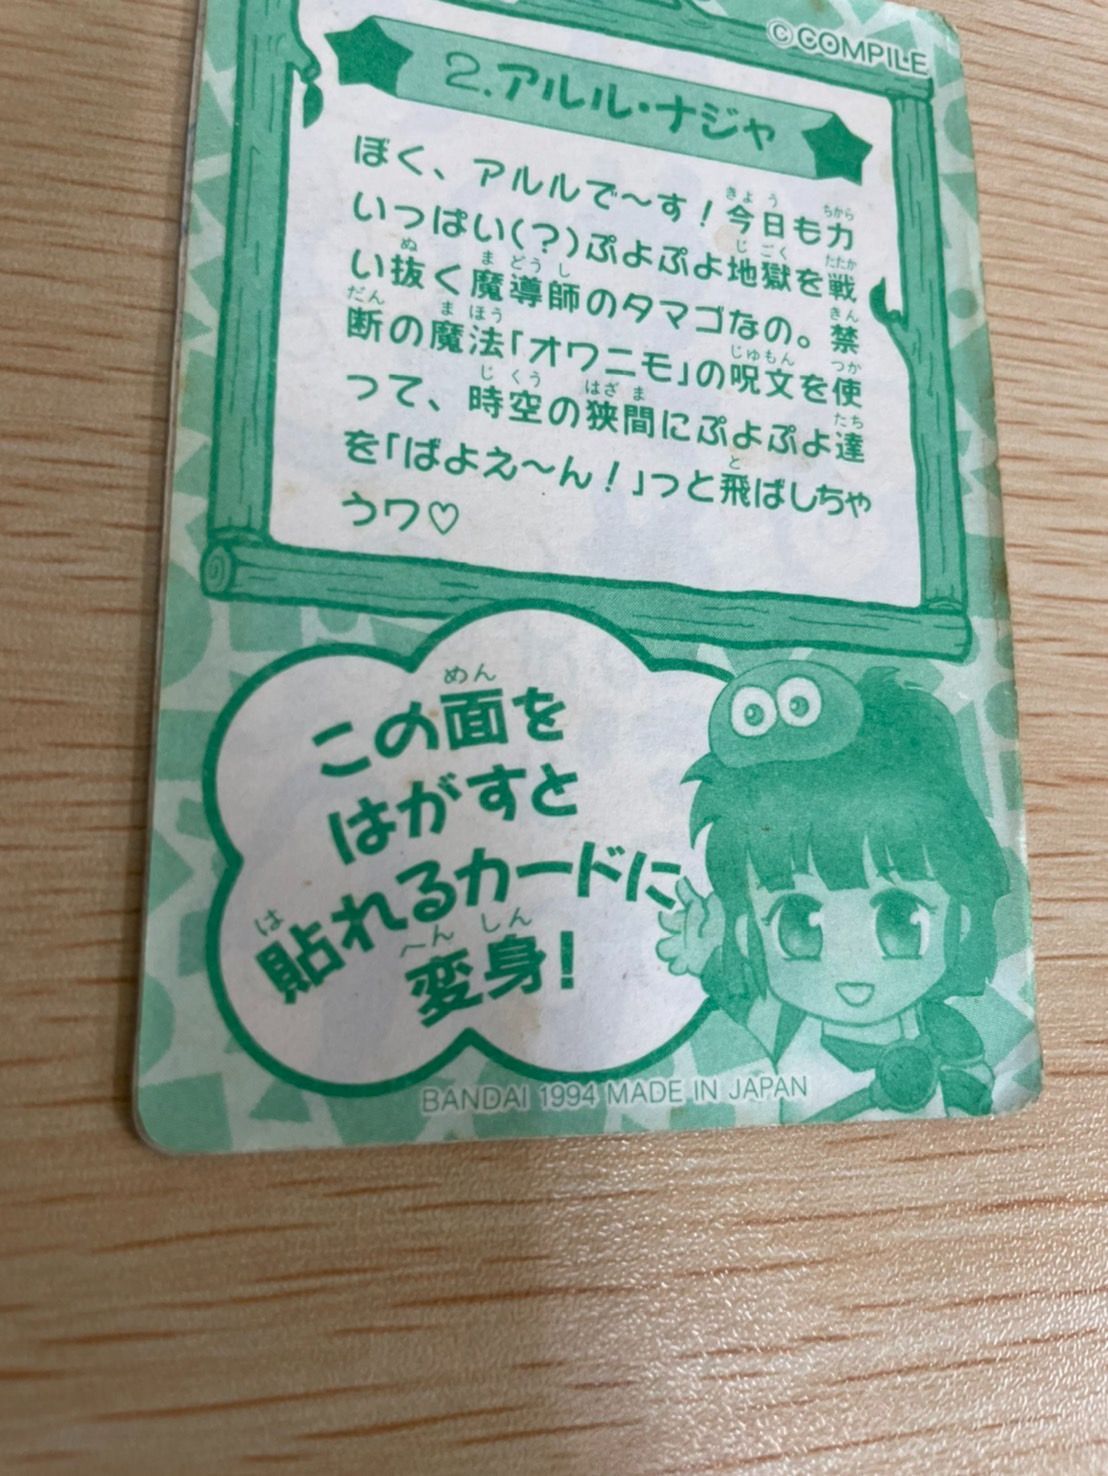 ©COMPILE
2.アルル・ナジャ
ぼく、アルルで〜す！今日も力
いっぱい(？)ぷよぷよ地獄を戦
い抜く魔導師のタマゴなの。禁
断の魔法「オワニモ」の呪文を使
って、時空の狭間にぷよぷよ達
を「ばよえ〜ん！」っと飛ばしちゃ
うワ♡
この面を
はがすと
貼れるカードに
変身！
BANDAI 1994 MADE IN JAPAN